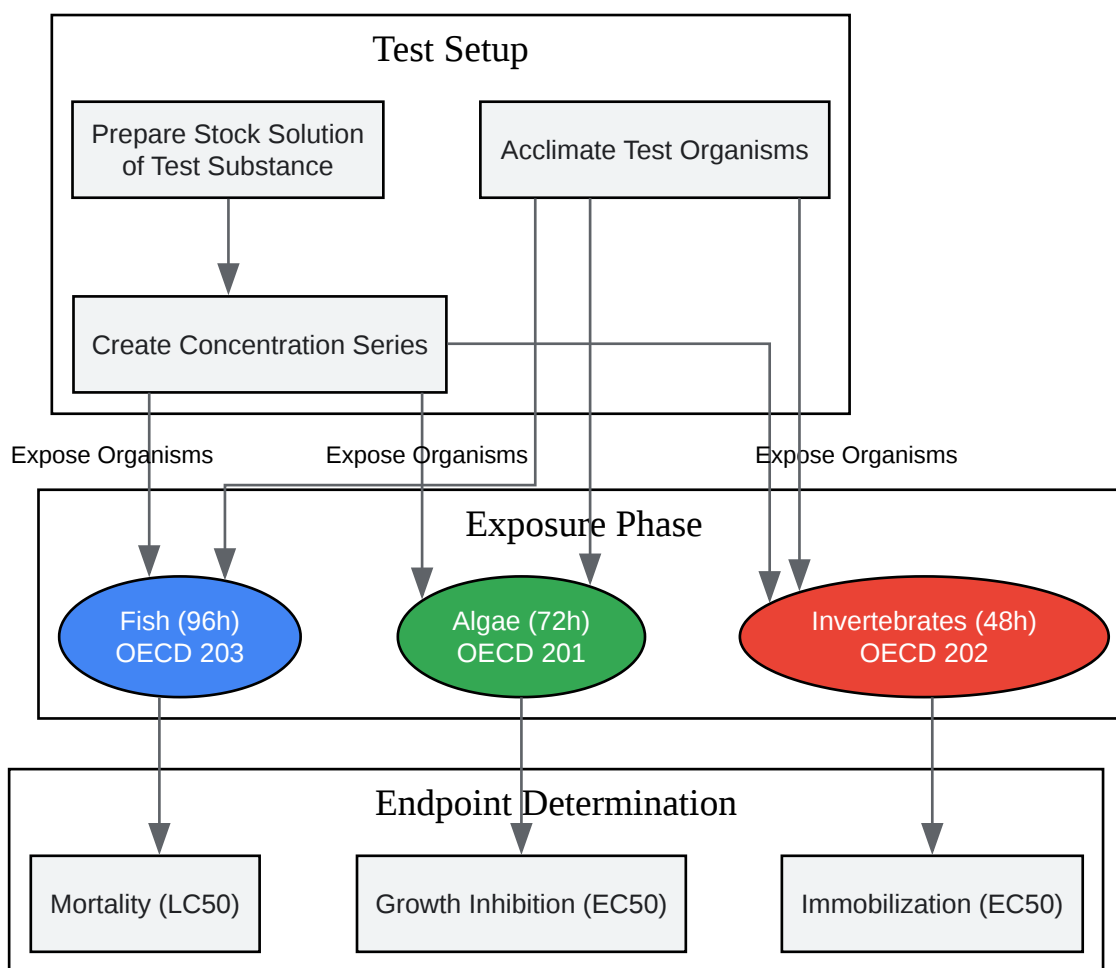 Test Setup
Prepare Stock Solution
of Test Substance
Acclimate Test Organisms
Create Concentration Series
Expose Organisms
Expose Organisms
Expose Organisms
Exposure Phase
Fish (96h)
OECD 203
Algae (72h)
OECD 201
Invertebrates (48h)
OECD 202
Endpoint Determination
Mortality (LC50)
Growth Inhibition (EC50)
Immobilization (EC50)